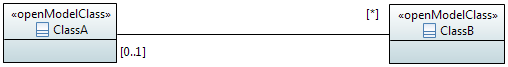 «openModelClass»
ClassA
[0..1]
[*]
«openModelClass»
ClassB